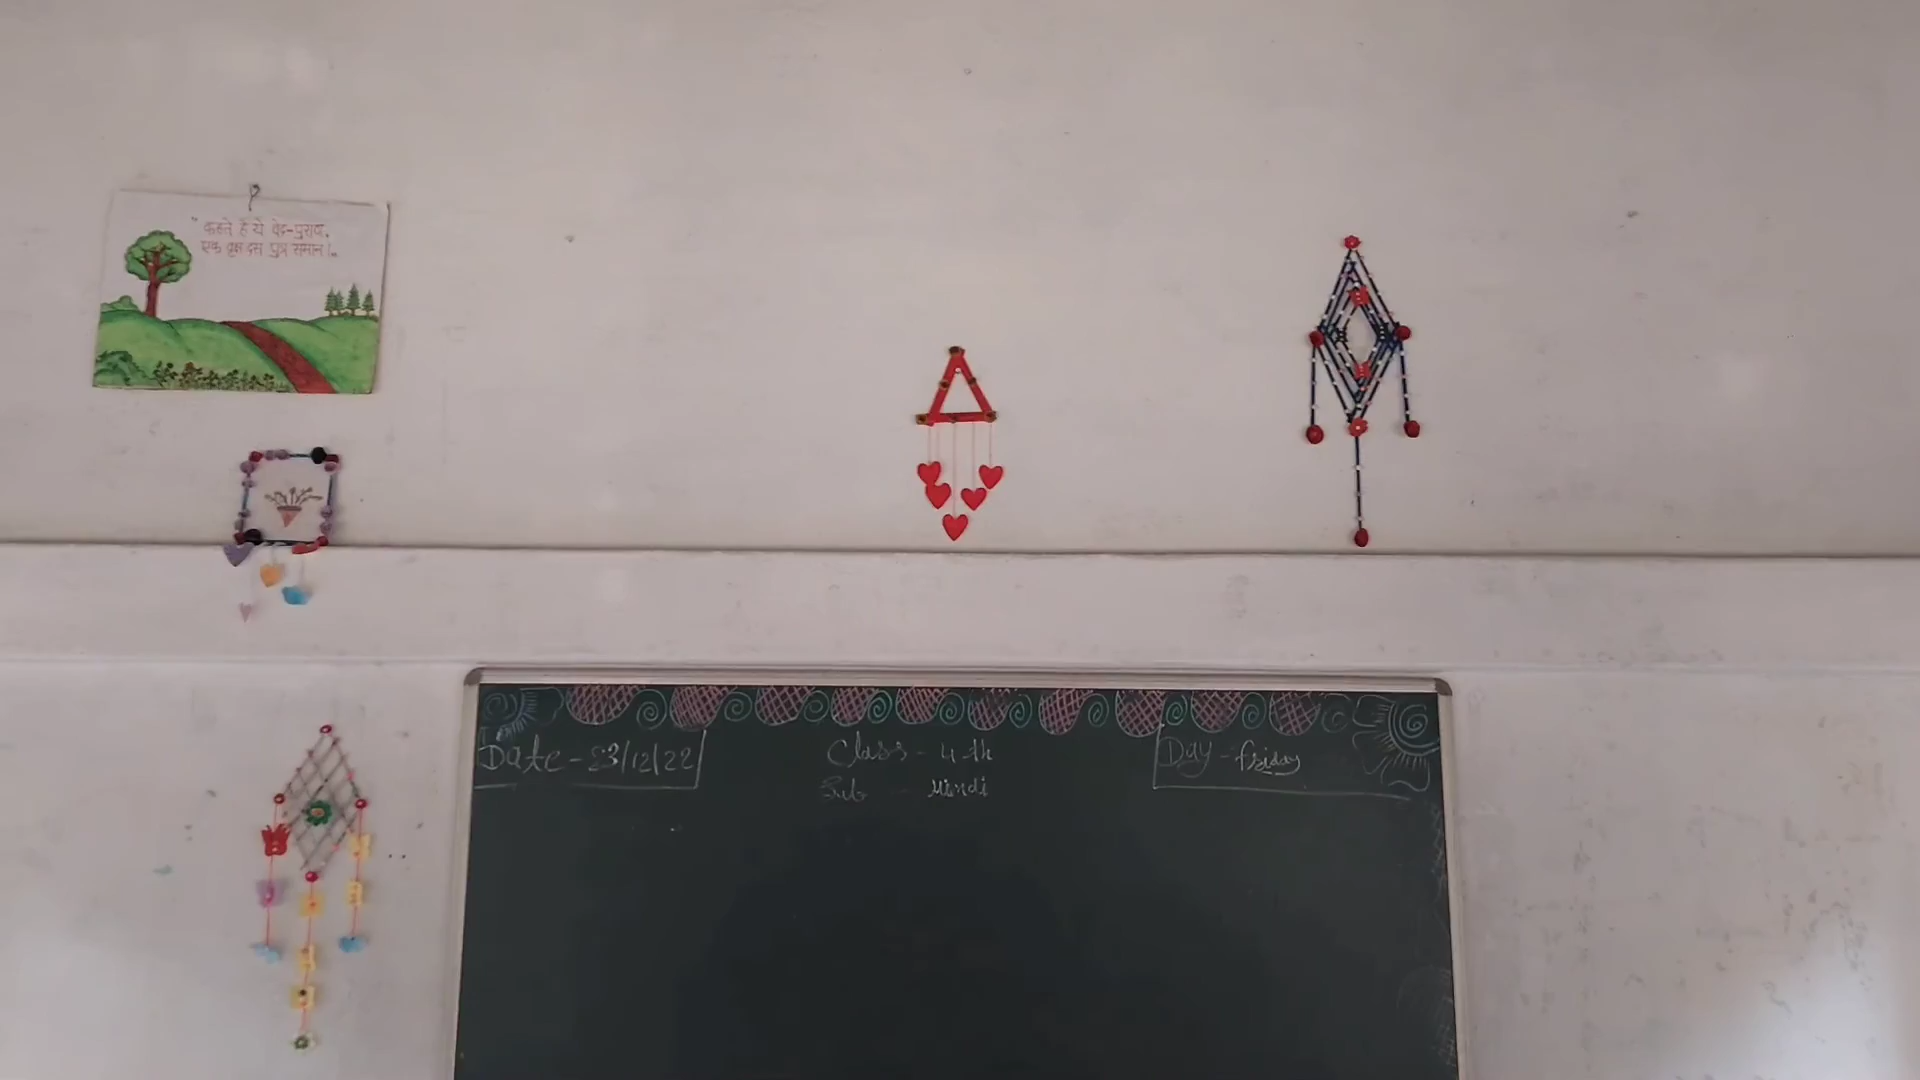 "कहते हैं ये वेद-पुराण,
एक वृक्ष दस पुत्र समान।"
Date - 23/12/22
Class - 4th
Sub - Hindi
Day - friday